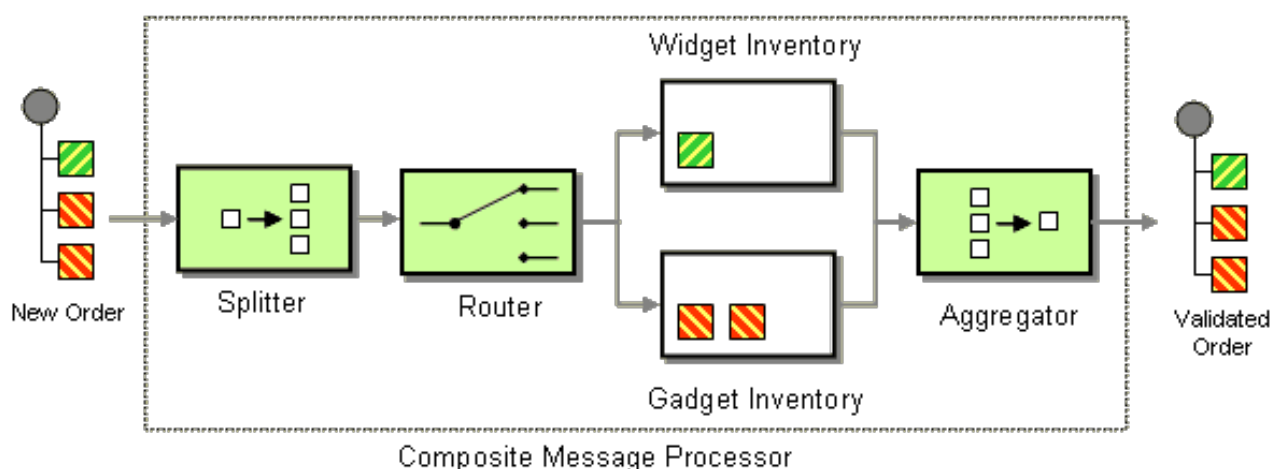 Widget Inventory
New Order
Splitter
Router
Aggregator
Validated
Order
Gadget Inventory
Composite Message Processor